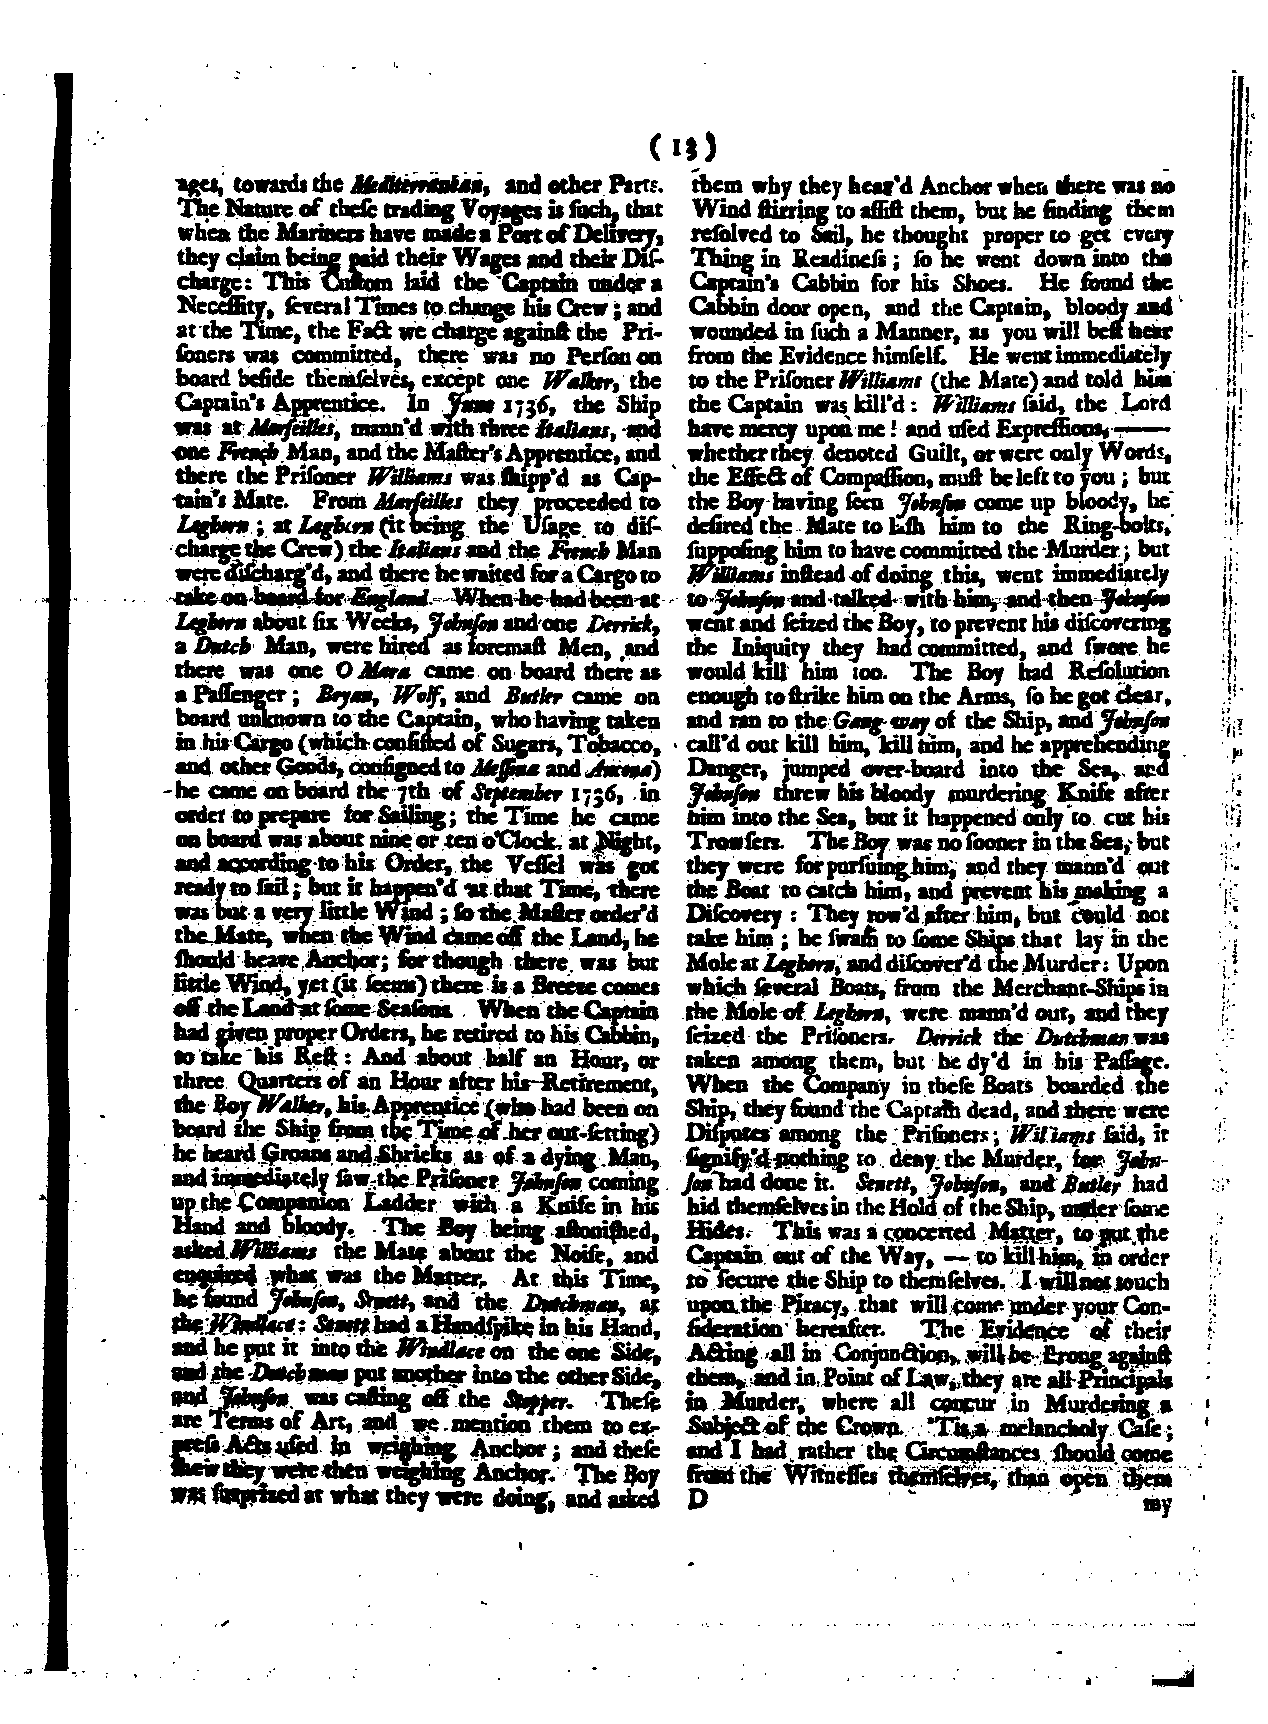 ( 13 )
ages, towards the Mediterranian, and other Parts.
The Nature of theſe trading Voyages is ſuch, that
when the Mariners have made a Port of Delivery,
they claim being paid their Wages and their Diſ-
charge: This Cuſtom laid the Captain under a
Neceſſity, ſeveral Times to change his Crew; and
at the Time, the Fact we charge againſt the Pri-
ſoners was committed, there was no Perſon on
board beſide themſelves, except one Walker, the
Captain's Apprentice. In June 1736, the Ship
was at Marſeilles, mann'd with three Italians, and
one French Man, and the Maſter's Apprentice, and
there the Priſoner Williams was ſhipp'd as Cap-
tain's Mate. From Marſeilles they proceeded to
Leghorn; at Leghorn (it being the Uſage to diſ-
charge the Crew) the Italians and the French Man
were diſcharg'd, and there he waited for a Cargo to
take on board for England. When he had been at
Leghorn about ſix Weeks, Johnſon and one Derrick,
a Dutch Man, were hired as foremaſt Men, and
there was one O Mara came on board there as
a Paſſenger; Bryan, Wolf, and Butler came on
board unknown to the Captain, who having taken
in his Cargo (which conſiſted of Sugars, Tobacco,
and other Goods, conſigned to Meſſina and Ancona)
he came on board the 7th of September 1736, in
order to prepare for Sailing; the Time he came
on board was about nine or ten o'Clock at Night,
and according to his Order, the Veſſel was got
ready to ſail; but it happen'd at that Time, there
was but a very little Wind; ſo the Maſter order'd
the Mate, when the Wind came off the Land, he
ſhould heave Anchor; for though there was but
little Wind, yet (it ſeems) there is a Breeze comes
off the Land at ſome Seaſons. When the Captain
had given proper Orders, he retired to his Cabbin,
to take his Reſt: And about half an Hour, or
three Quarters of an Hour after his Retirement,
the Boy Walker, his Apprentice (who had been on
board the Ship from the Time of her out-ſetting)
he heard Groans and Shrieks as of a dying Man,
and immediately ſaw the Priſoner Johnſon coming
up the Companion Ladder with a Knife in his
Hand and bloody. The Boy being aſtoniſhed,
asked Williams the Mate about the Noiſe, and
enquired what was the Matter. At this Time,
he found Johnſon, Senett, and the Dutchman, at
the Windlace: Senett had a Handſpike in his Hand,
and he put it into the Windlace on the one Side,
and the Dutchman put another into the other Side,
and Johnſon was caſting off the Stopper. Theſe
are Terms of Art, and we mention them to ex-
preſs Acts uſed in weighing Anchor; and theſe
ſhew they were then weighing Anchor. The Boy
was ſurprized at what they were doing, and asked
them why they heav'd Anchor when there was no
Wind ſtirring to aſſiſt them, but he finding them
reſolved to Sail, he thought proper to get every
Thing in Readineſs; ſo he went down into the
Captain's Cabbin for his Shoes. He found the
Cabbin door open, and the Captain, bloody and
wounded in ſuch a Manner, as you will beſt hear
from the Evidence himſelf. He went immediately
to the Priſoner Williams (the Mate) and told him
the Captain was kill'd: Williams ſaid, the Lord
have mercy upon me! and uſed Expreſſions, ——
whether they denoted Guilt, or were only Words,
the Effect of Compaſſion, muſt be left to you; but
the Boy having ſeen Johnſon come up bloody, he
deſired the Mate to laſh him to the Ring-bolts,
ſuppoſing him to have committed the Murder; but
Williams inſtead of doing this, went immediately
to Johnſon and talked with him, and then Johnſon
went and ſeized the Boy, to prevent his diſcovering
the Iniquity they had committed, and ſwore he
would kill him too. The Boy had Reſolution
enough to ſtrike him on the Arms, ſo he got clear,
and ran to the Gang-way of the Ship, and Johnſon
call'd out kill him, kill him, and he apprehending
Danger, jumped over-board into the Sea, and
Johnſon threw his bloody murdering Knife after
him into the Sea, but it happened only to cut his
Trowſers. The Boy was no ſooner in the Sea, but
they were for purſuing him, and they mann'd out
the Boat to catch him, and prevent his making a
Diſcovery: They row'd after him, but could not
take him; he ſwam to ſome Ships that lay in the
Mole at Leghorn, and diſcover'd the Murder: Upon
which ſeveral Boats, from the Merchant-Ships in
the Mole of Leghorn, were mann'd out, and they
ſeized the Priſoners. Derrick the Dutchman was
taken among them, but he dy'd in his Paſſage.
When the Company in theſe Boats boarded the
Ship, they found the Captain dead, and there were
Diſputes among the Priſoners; Williams ſaid, it
ſignify'd nothing to deny the Murder, for John-
ſon had done it. Senett, Johnſon, and Butler had
hid themſelves in the Hold of the Ship, under ſome
Hides. This was a concerted Matter, to put the
Captain out of the Way, — to kill him, in order
to ſecure the Ship to themſelves. I will not touch
upon the Piracy, that will come under your Con-
ſideration hereafter. The Evidence of their
Acting all in Conjunction, will be ſtrong againſt
them, and in Point of Law, they are all Principals
in Murder, where all concur in Murdering a
Subject of the Crown. 'Tis a melancholy Caſe;
and I had rather the Circumſtances ſhould come
from the Witneſſes themſelves, than open them
D my